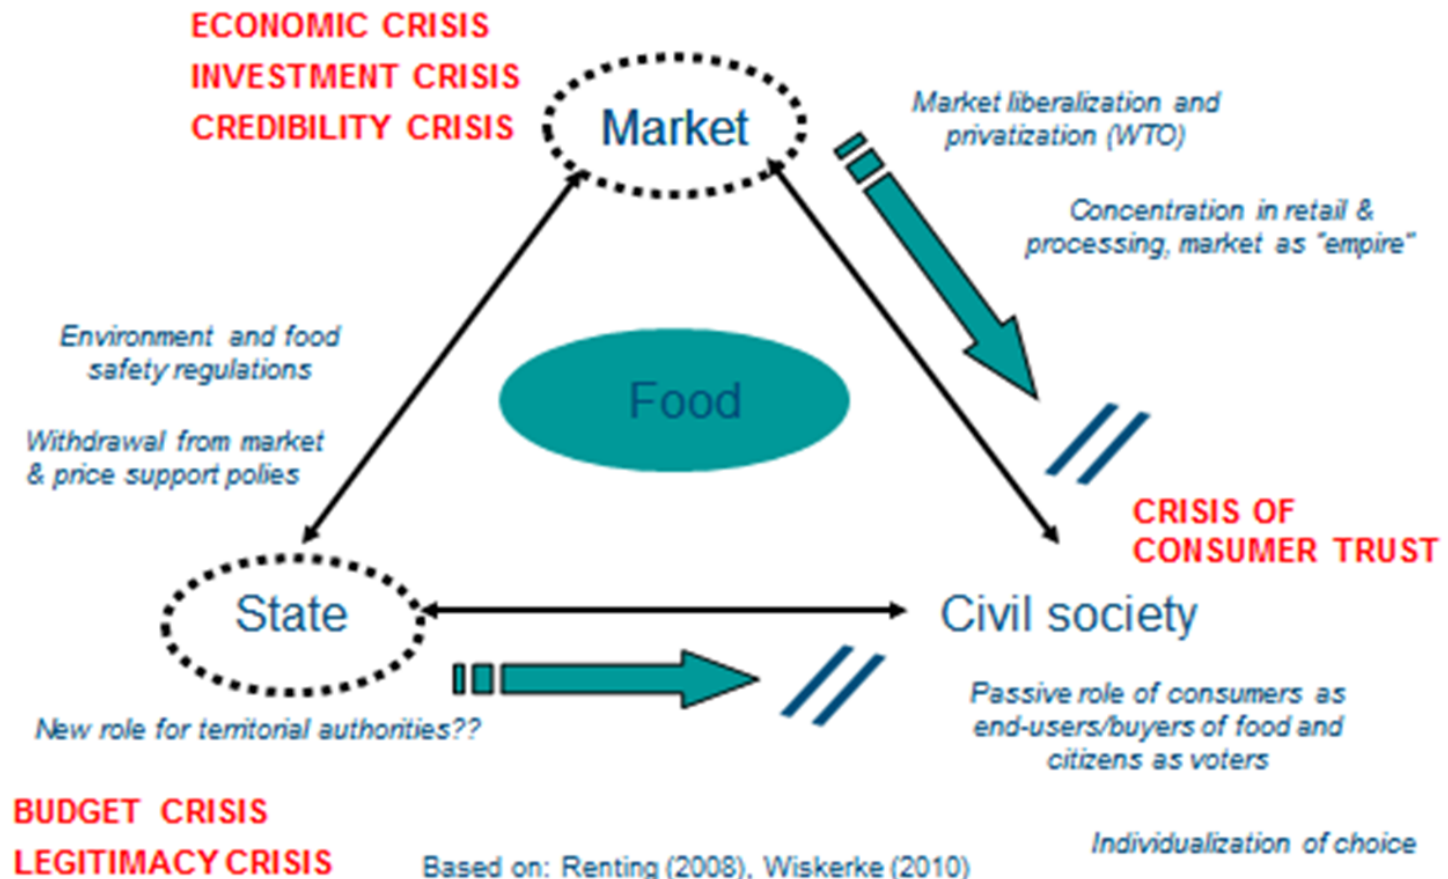 ECONOMIC CRISIS
INVESTMENT CRISIS
CREDIBILITY CRISIS
Market
Market liberalization and
privatization (WTO)
Concentration in retail &
processing, market as "empire"
Environment and food
safety regulations
Withdrawal from market
& price support polies
Food
CRISIS OF
CONSUMER TRUST
State
Civil society
New role for territorial authorities??
Passive role of consumers as
end-users/buyers of food and
citizens as voters
BUDGET CRISIS
LEGITIMACY CRISIS
Individualization of choice
Based on: Renting (2008), Wiskerke (2010)